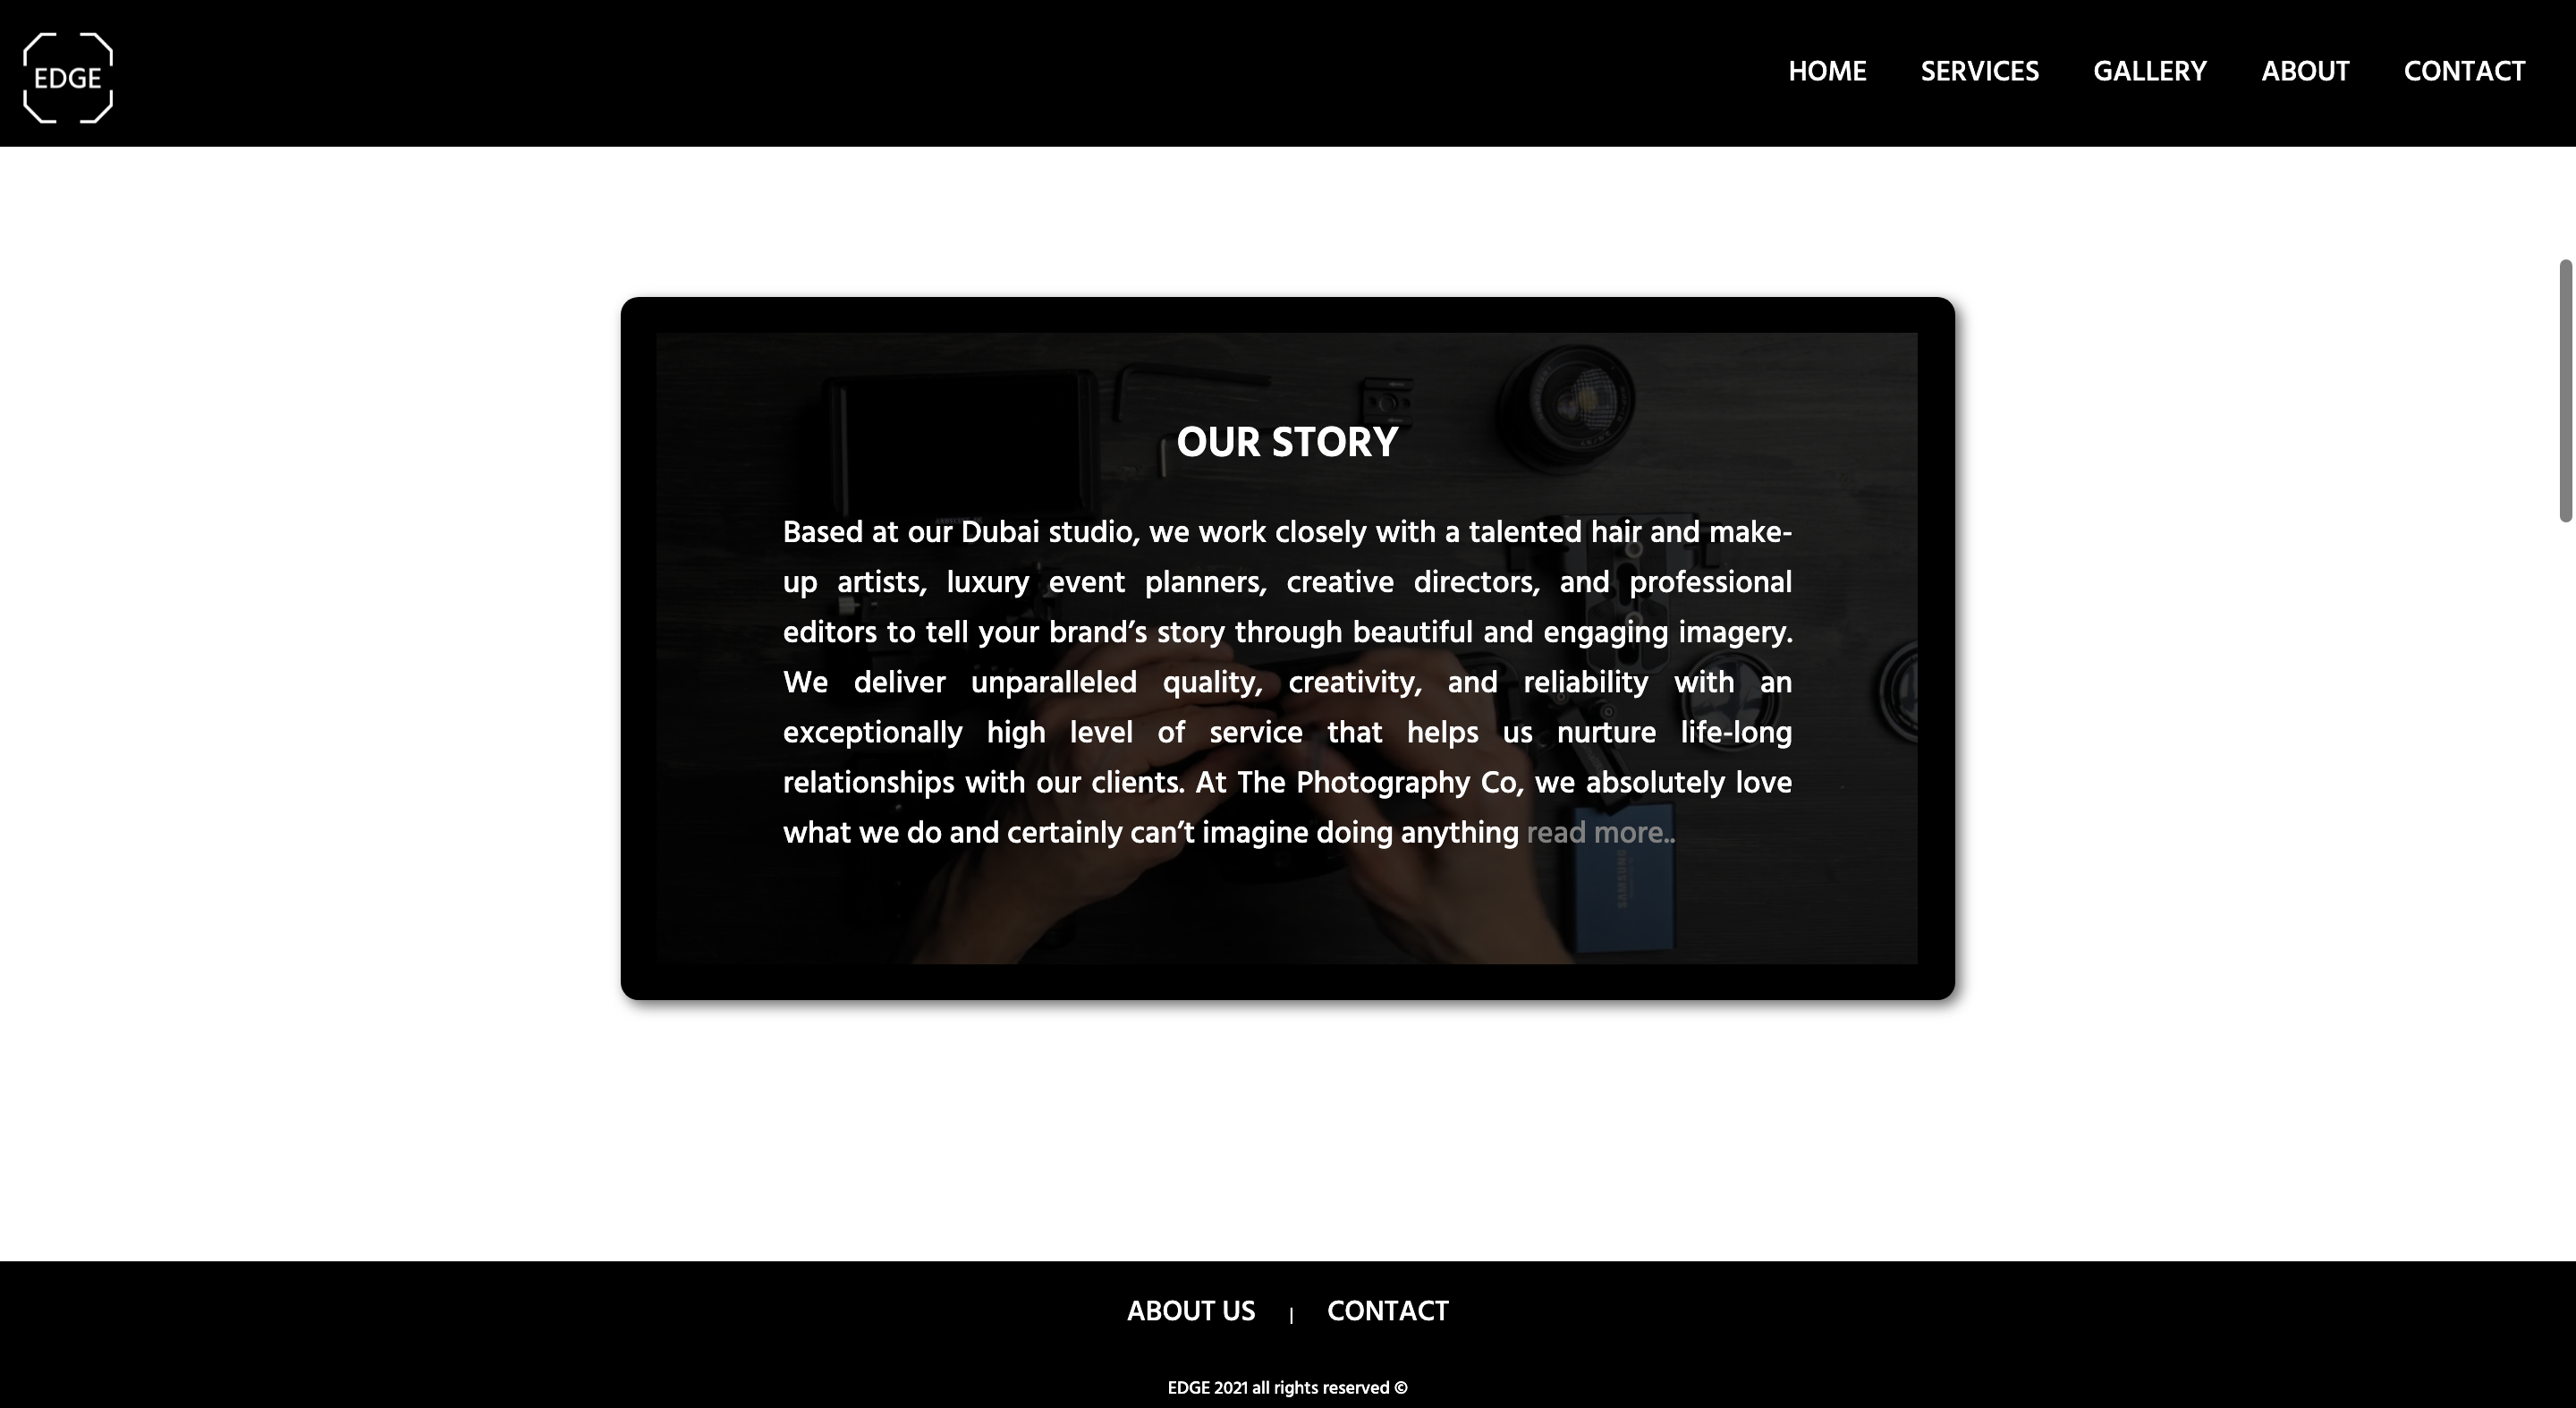 EDGE
HOME SERVICES GALLERY ABOUT CONTACT
OUR STORY
Based at our Dubai studio, we work closely with a talented hair and make-
up artists, luxury event planners, creative directors, and professional
editors to tell your brand’s story through beautiful and engaging imagery.
We deliver unparalleled quality, creativity, and reliability with an
exceptionally high level of service that helps us nurture life-long
relationships with our clients. At The Photography Co, we absolutely love
what we do and certainly can’t imagine doing anything read more..
SAMSUNG
ABOUT US | CONTACT
EDGE 2021 all rights reserved ©